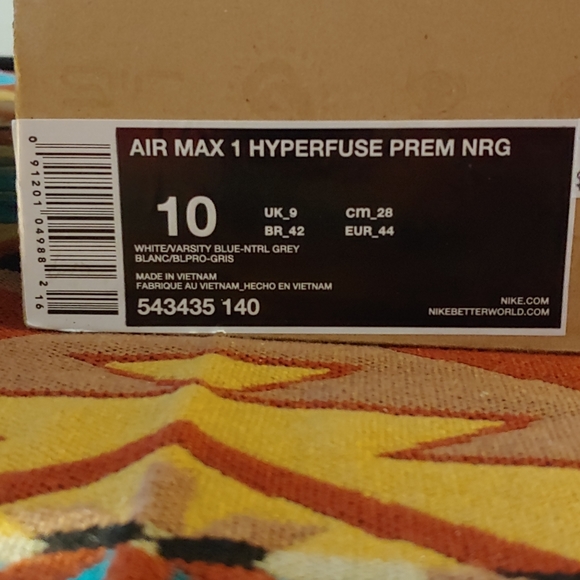 AIR MAX 1 HYPERFUSE PREM NRG
10
UK_9 cm_28
BR_42 EUR_44
WHITE/VARSITY BLUE-NTRL GREY
BLANC/BLPRO-GRIS
MADE IN VIETNAM
FABRIQUE AU VIETNAM_HECHO EN VIETNAM
543435 140
NIKE.COM
NIKEBETTERWORLD.COM
0 91201 04988 2 16